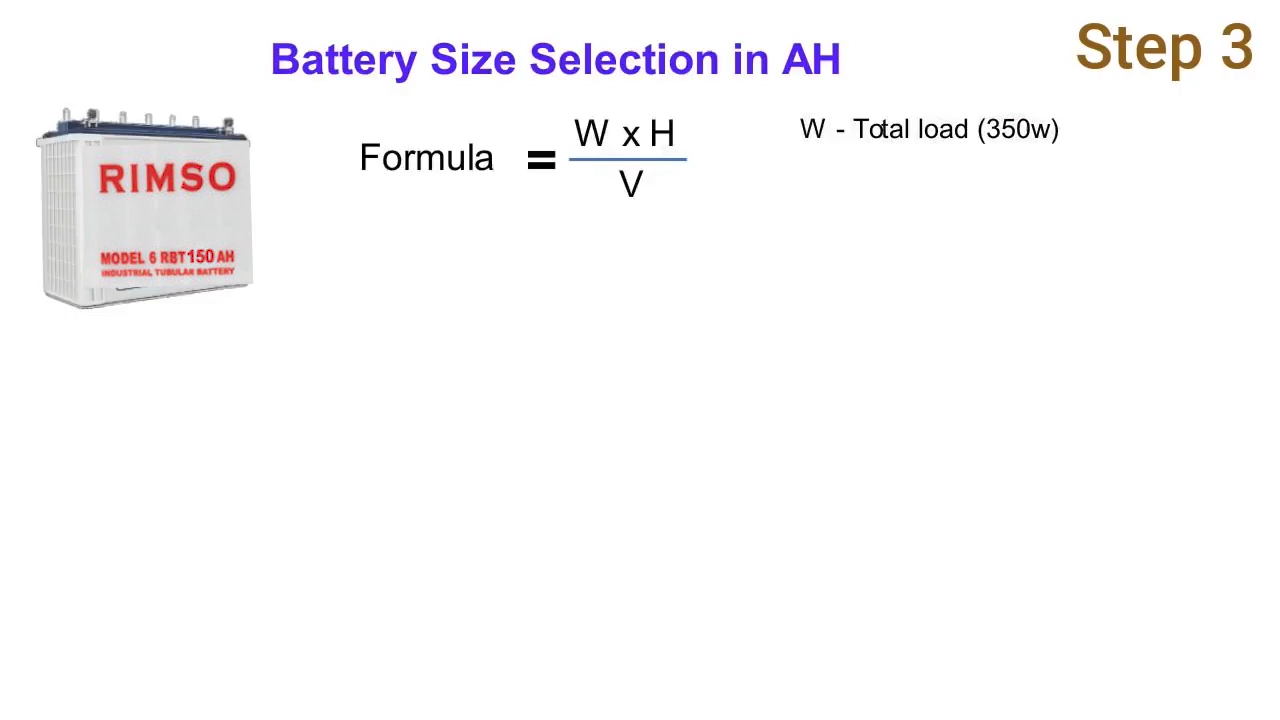 Step 3
Battery Size Selection in AH
W x H
Formula =
V
W - Total load (350w)
RIMSO
MODEL 6 RBT150 AH
INDUSTRIAL TUBULAR BATTERY